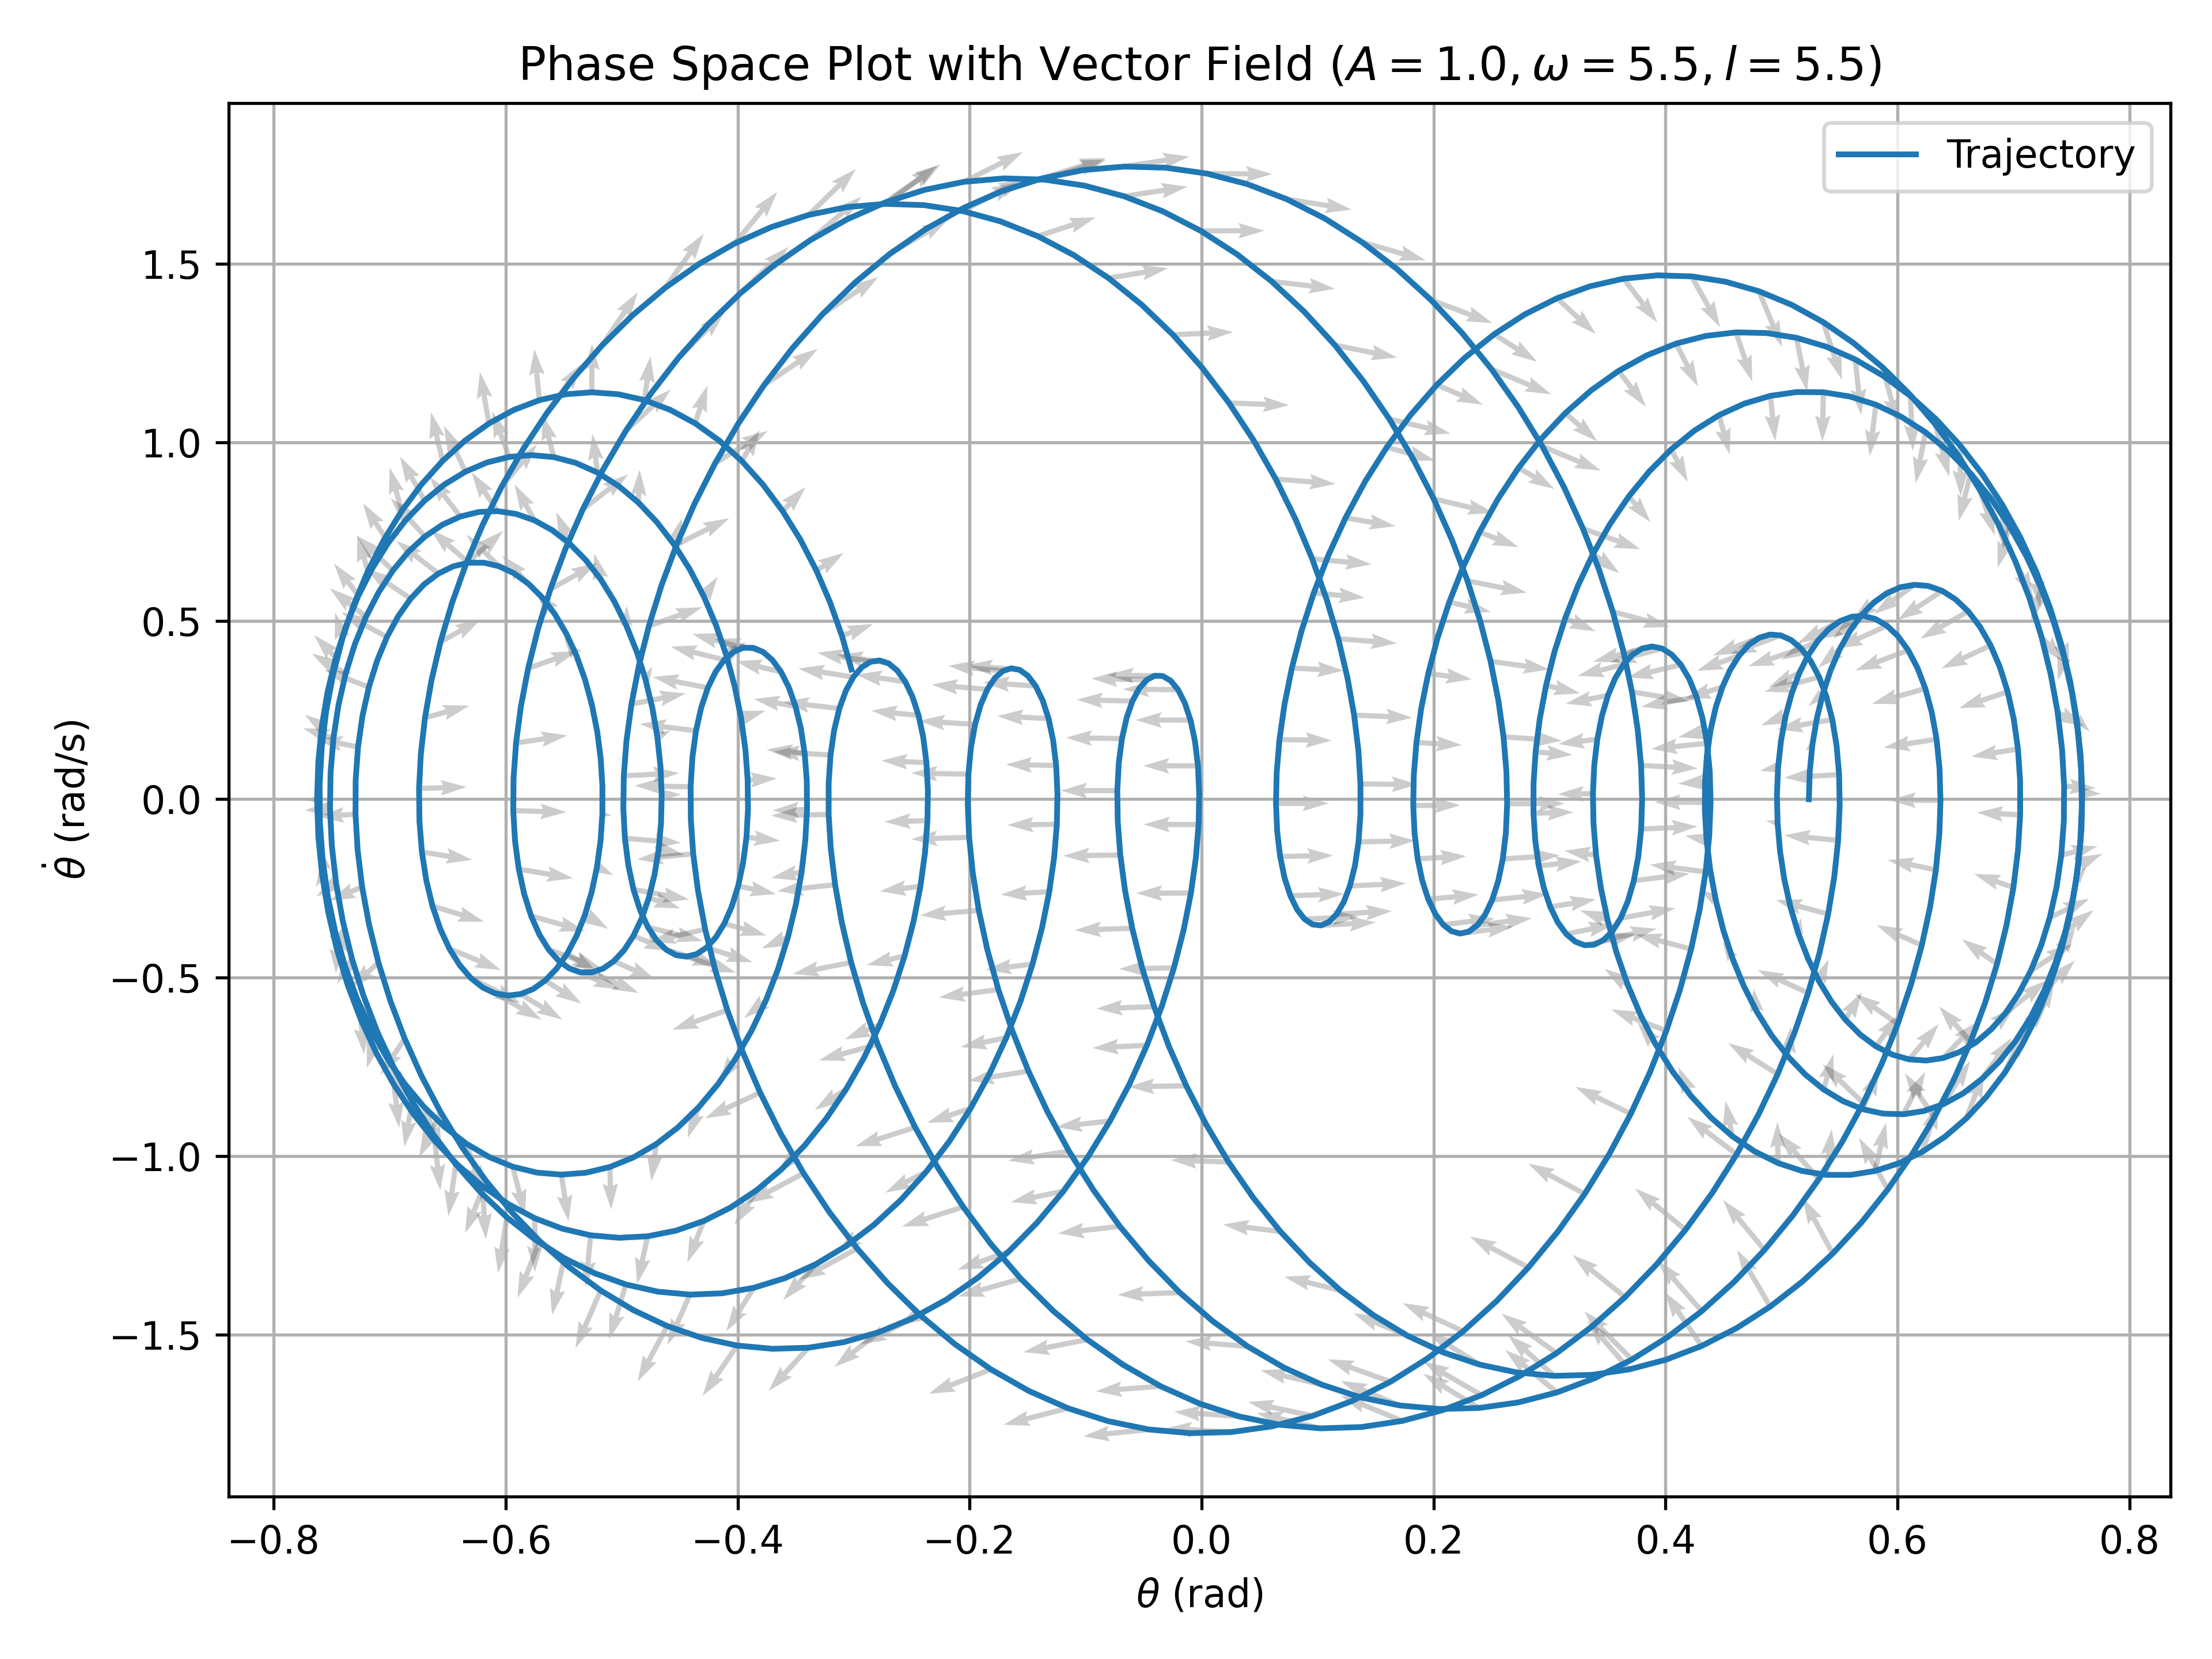 Phase Space Plot with Vector Field (A = 1.0, ω = 5.5, l = 5.5)
Trajectory
1.5
1.0
0.5
0.0
−0.5
−1.0
−1.5
θ̇ (rad/s)
−0.8 −0.6 −0.4 −0.2 0.0 0.2 0.4 0.6 0.8
θ (rad)